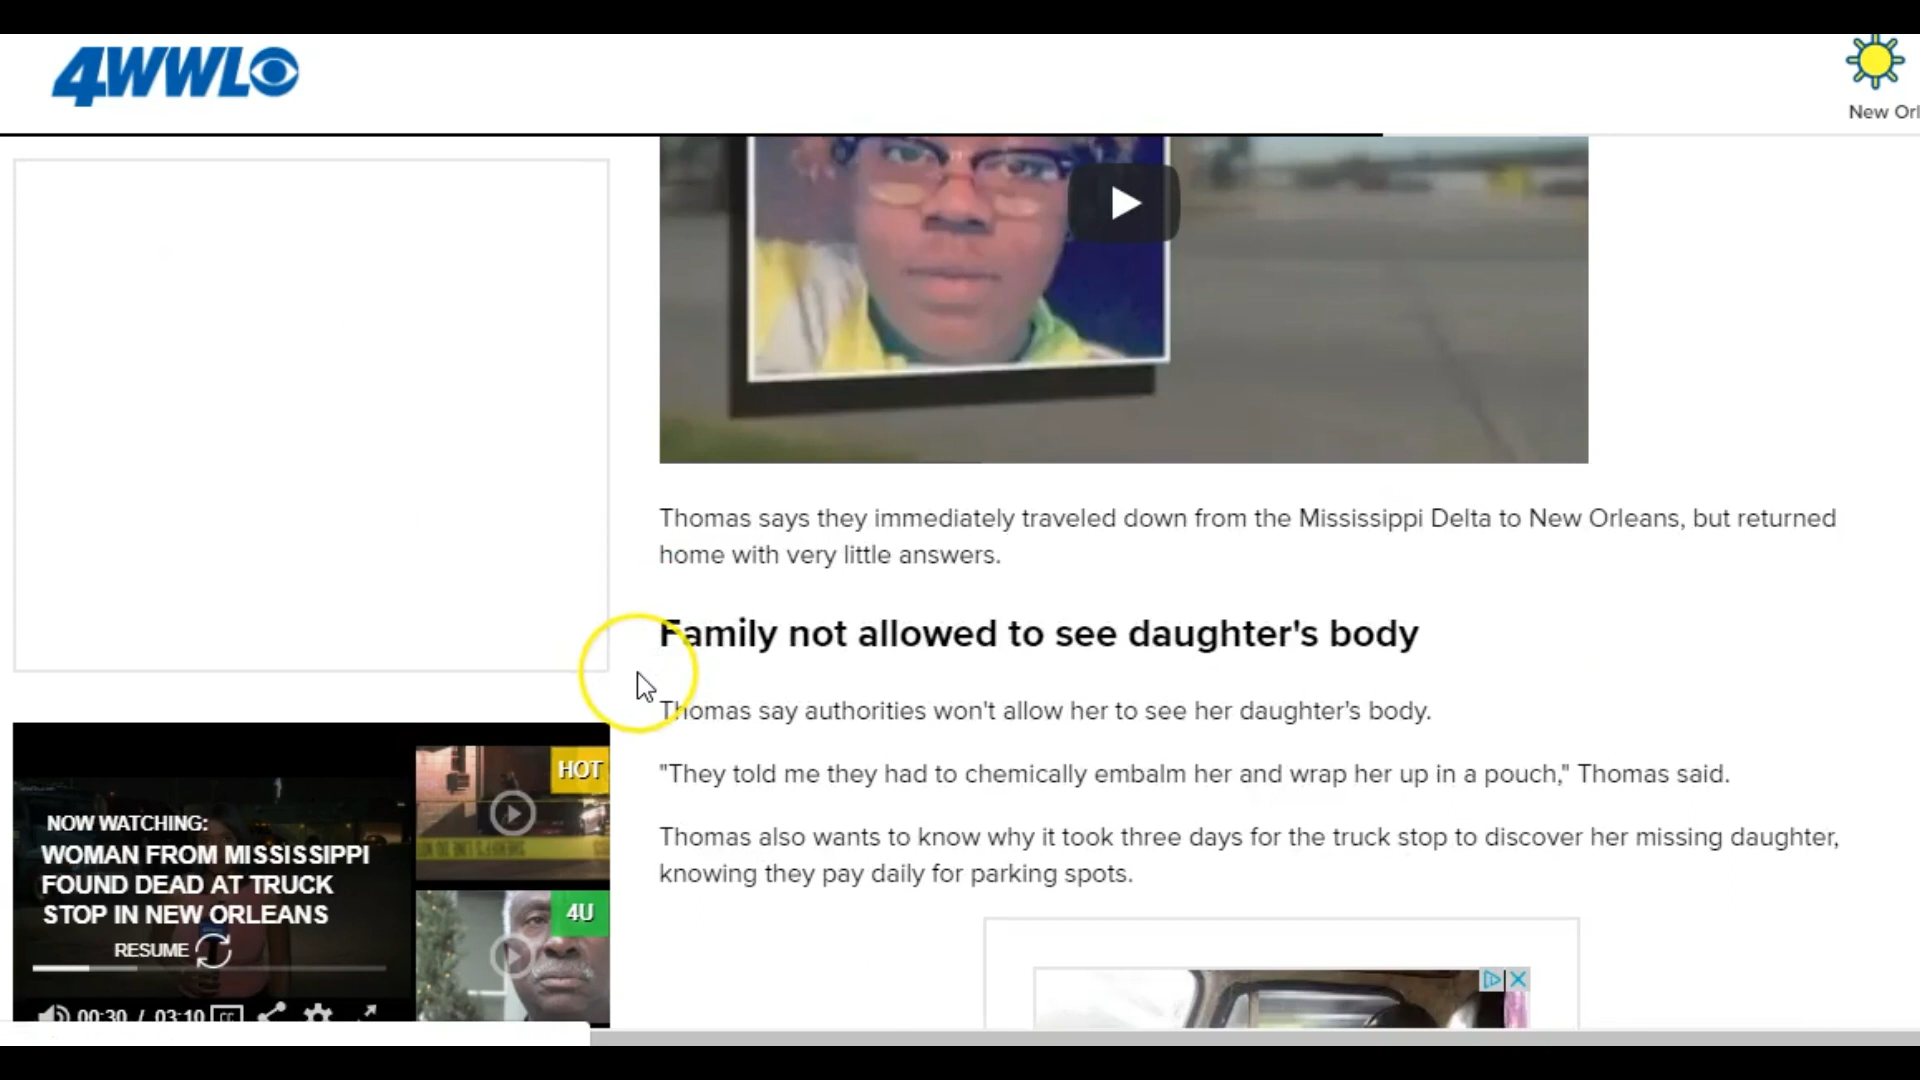 4WWL
New Orl
Thomas says they immediately traveled down from the Mississippi Delta to New Orleans, but returned
home with very little answers.
Family not allowed to see daughter's body
Thomas say authorities won't allow her to see her daughter's body.
"They told me they had to chemically embalm her and wrap her up in a pouch," Thomas said.
Thomas also wants to know why it took three days for the truck stop to discover her missing daughter,
knowing they pay daily for parking spots.
HOT
NOW WATCHING:
WOMAN FROM MISSISSIPPI
FOUND DEAD AT TRUCK
STOP IN NEW ORLEANS
4U
RESUME
00:30 / 03:10 CC